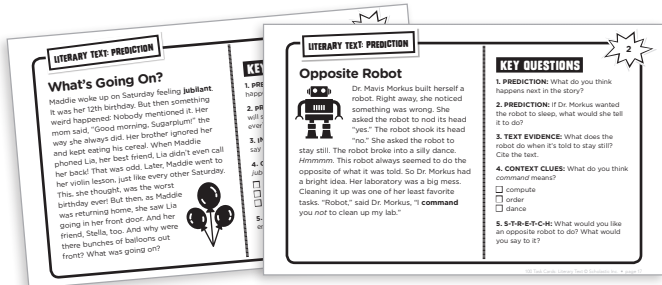 LITERARY TEXT: PREDICTION
What's Going On?
Maddie woke up on Saturday feeling jubilant.
It was her 12th birthday. But then something
weird happened: Nobody mentioned it. Her
mom said, "Good morning, Sugarplum!" the
way she always did. Her brother ignored her
and kept eating his cereal. When Maddie
phoned Lia, her best friend, Lia didn't even call
her back! That was odd. Later, Maddie went to
her violin lesson, just like every other Saturday.
This, she thought, was the worst
birthday ever! But then, as Maddie
was returning home, she saw Lia
going in her front door. And her
friend, Stella, too. And why were
there bunches of balloons out
front? What was going on?
LITERARY TEXT: PREDICTION
2
Opposite Robot
Dr. Mavis Morkus built herself a
robot. Right away, she noticed
something was wrong. She
asked the robot to nod its head
"yes." The robot shook its head
"no." She asked the robot to
stay still. The robot broke into a silly dance.
Hmmmm. This robot always seemed to do the
opposite of what it was told. So Dr. Markus had
a bright idea. Her laboratory was a big mess.
Cleaning it up was one of her least favorite
tasks. "Robot," said Dr. Markus, "I command
you not to clean up my lab."
KEY QUESTIONS
1. PREDICTION: What do you think
happens next in the story?
2. PREDICTION: If Dr. Markus wanted
the robot to sleep, what would she tell
it to do?
3. TEXT EVIDENCE: What does the
robot do when it's told to stay still?
Cite the text.
4. CONTEXT CLUES: What do you think
command means?
compute
order
dance
5. S-T-R-E-T-C-H: What would you like
an opposite robot to do? What would
you say to it?